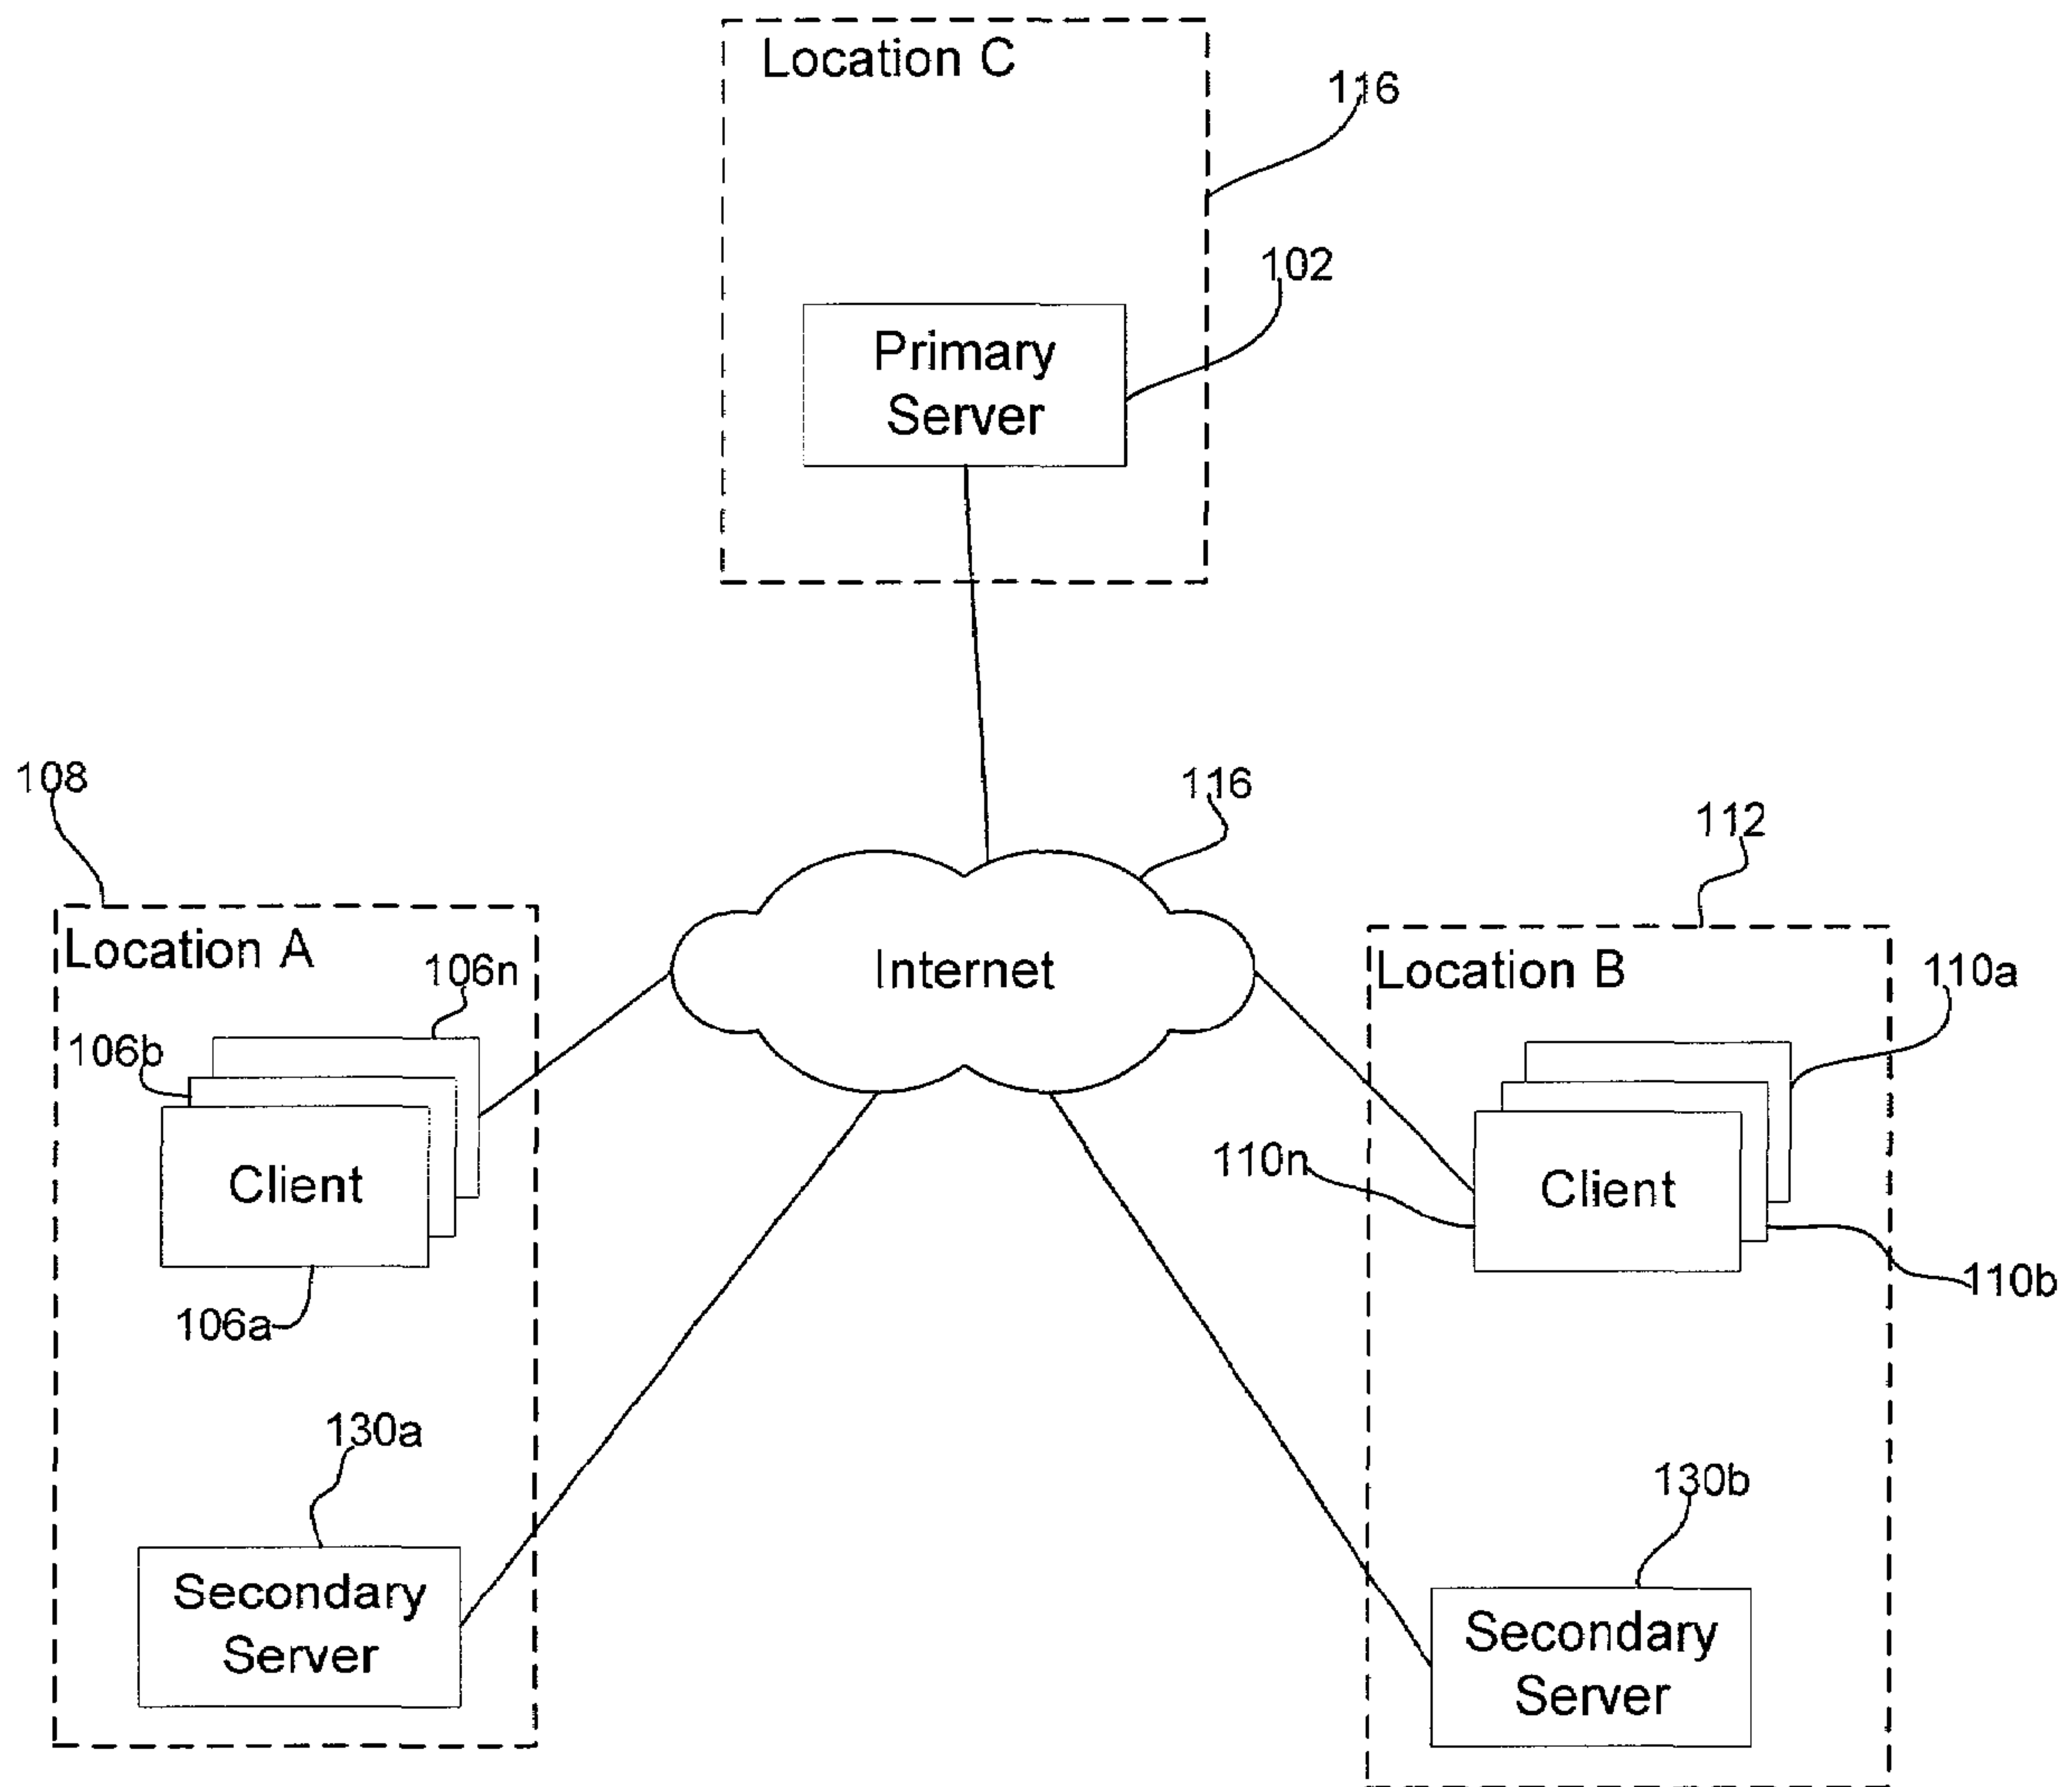 Location C
116
102
Primary
Server
108
116
112
Location A
106n
Internet
Location B
110a
106b
Client
110n
Client
110b
106a
130a
130b
Secondary
Server
Secondary
Server